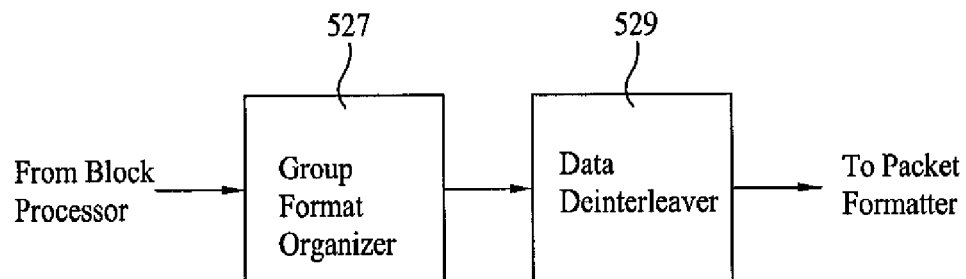 527
529
From Block
Processor
Group
Format
Organizer
Data
Deinterleaver
To Packet
Formatter